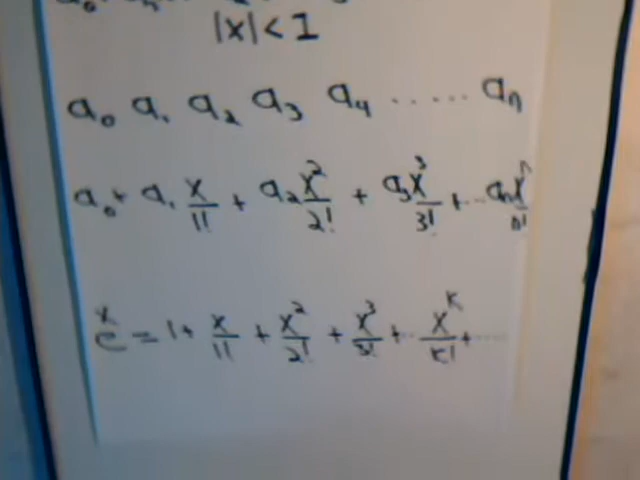 |x| < 1
a₀ a₁ a₂ a₃ a₄ ...... aₙ
a₀ + a₁ x/1! + a₂ x²/2! + a₃ x³/3! + .. aₙ xⁿ/n!
eˣ = 1 + x/1! + x²/2! + x³/3! + .. xᴷ/K! + ....